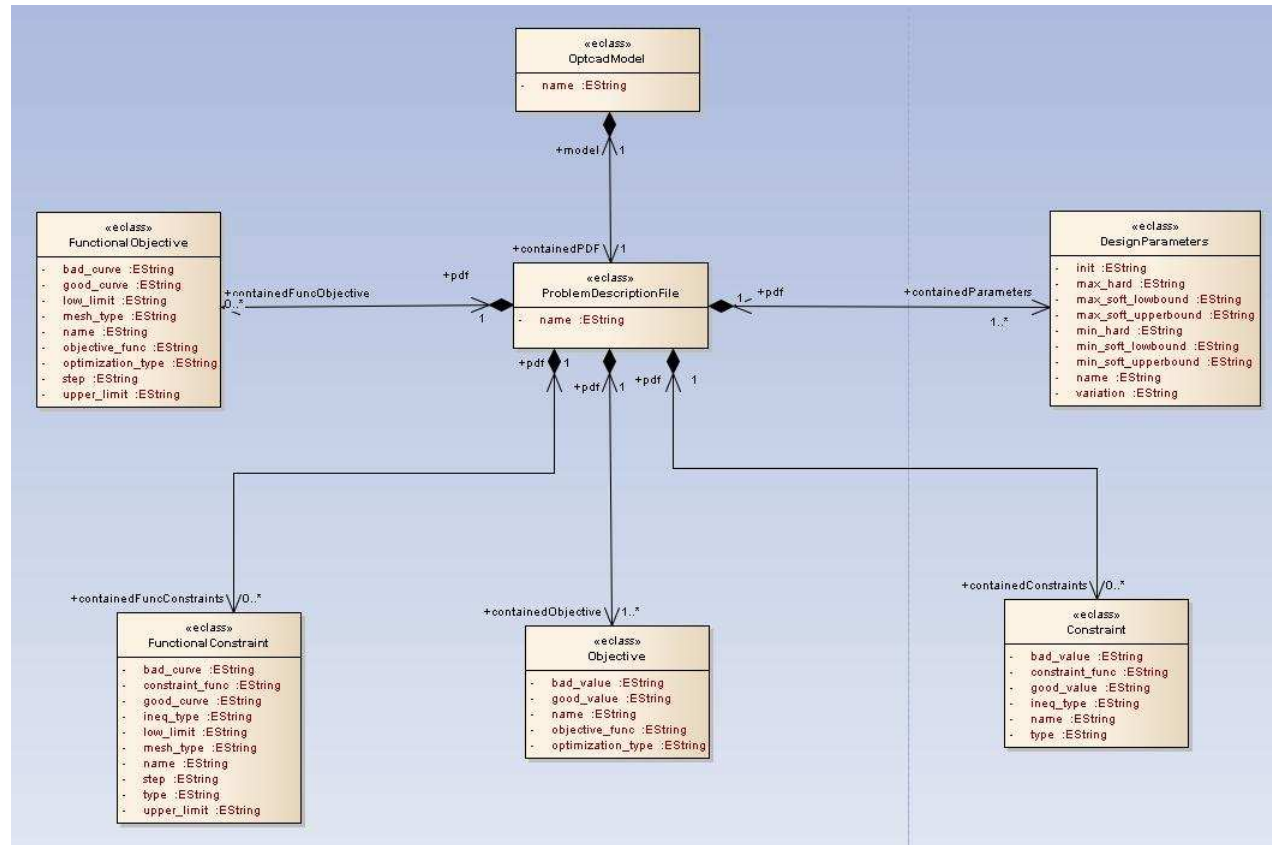 «eclass»
OptcadModel
- name :EString
+model 1
+containedPDF 1
«eclass»
FunctionalObjective
- bad_curve :EString
- good_curve :EString
- low_limit :EString
- mesh_type :EString
- name :EString
- objective_func :EString
- optimization_type :EString
- step :EString
- upper_limit :EString
+containedFuncObjective
0..*
+pdf
1
«eclass»
ProblemDescriptionFile
- name :EString
1 +pdf
+containedParameters
1..*
«eclass»
DesignParameters
- init :EString
- max_hard :EString
- max_soft_lowbound :EString
- max_soft_upperbound :EString
- min_hard :EString
- min_soft_lowbound :EString
- min_soft_upperbound :EString
- name :EString
- variation :EString
+pdf 1
+pdf 1
+pdf 1
+containedFuncConstraints 0..*
«eclass»
FunctionalConstraint
- bad_curve :EString
- constraint_func :EString
- good_curve :EString
- ineq_type :EString
- low_limit :EString
- mesh_type :EString
- name :EString
- step :EString
- type :EString
- upper_limit :EString
+containedObjective 1..*
«eclass»
Objective
- bad_value :EString
- good_value :EString
- name :EString
- objective_func :EString
- optimization_type :EString
+containedConstraints 0..*
«eclass»
Constraint
- bad_value :EString
- constraint_func :EString
- good_value :EString
- ineq_type :EString
- name :EString
- type :EString